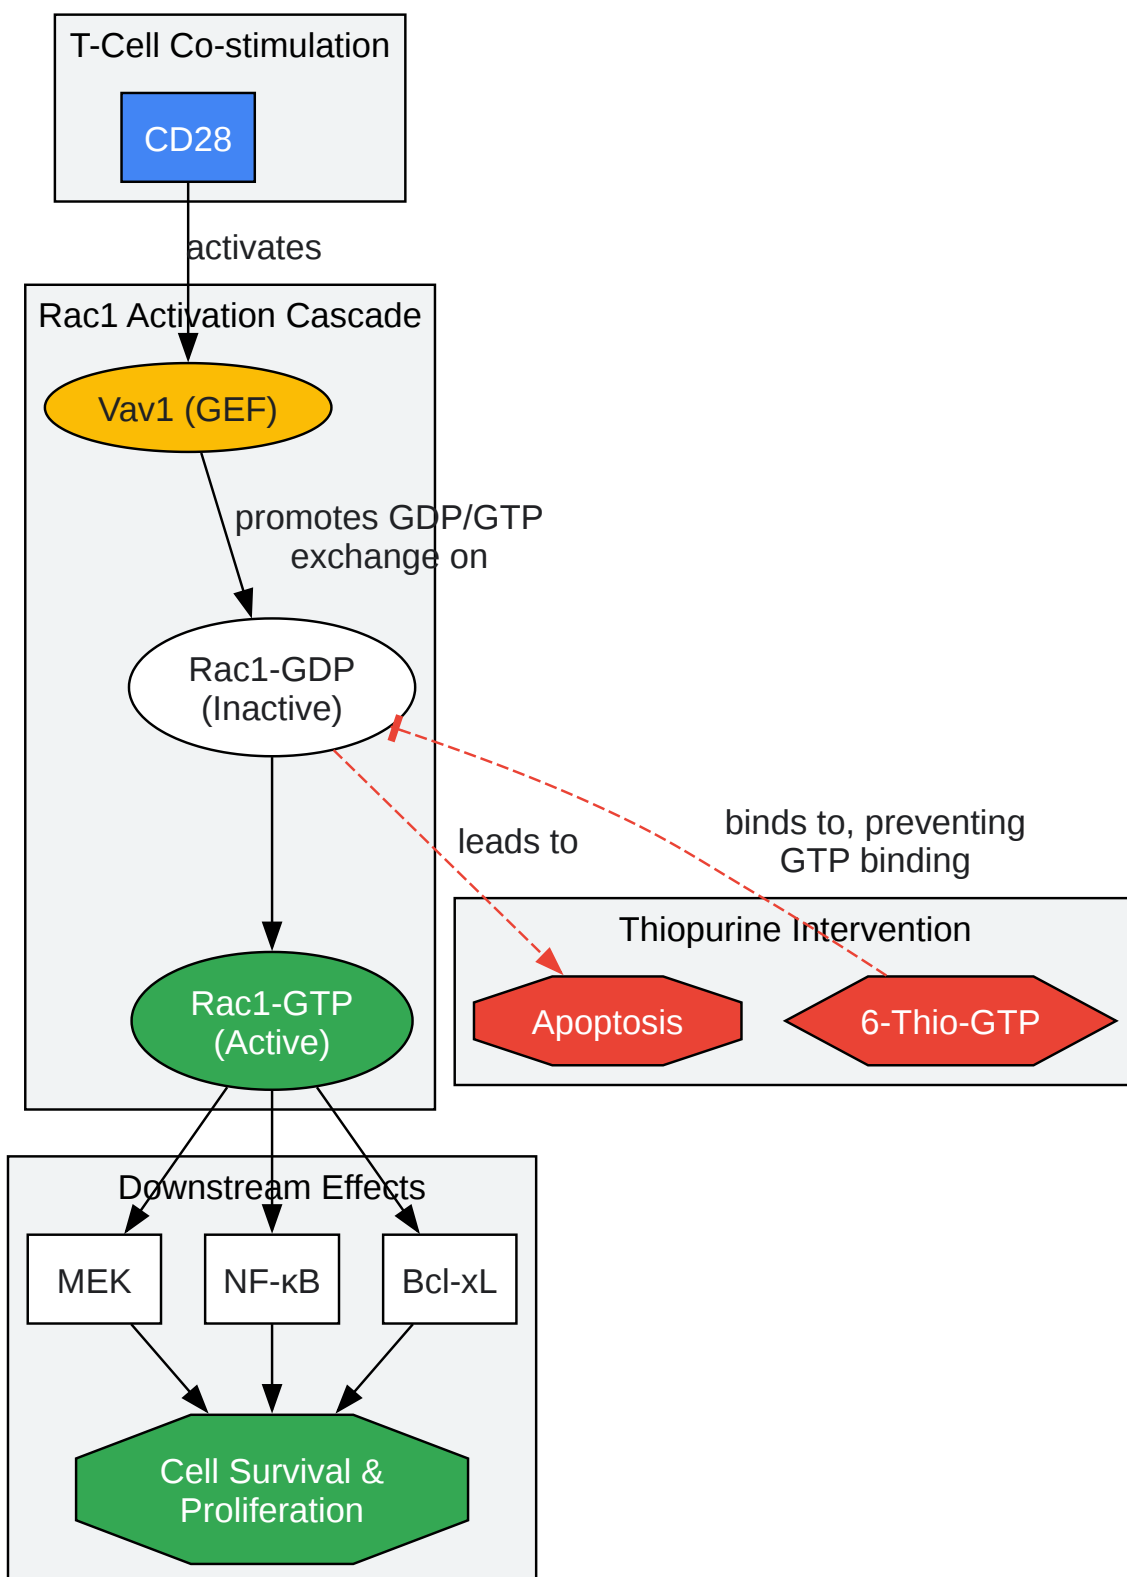 T-Cell Co-stimulation
CD28
activates
Rac1 Activation Cascade
Vav1 (GEF)
promotes GDP/GTP
exchange on
Rac1-GDP
(Inactive)
leads to
binds to, preventing
GTP binding
Thiopurine Intervention
Apoptosis
6-Thio-GTP
Rac1-GTP
(Active)
Downstream Effects
MEK
NF-κB
Bcl-xL
Cell Survival &
Proliferation